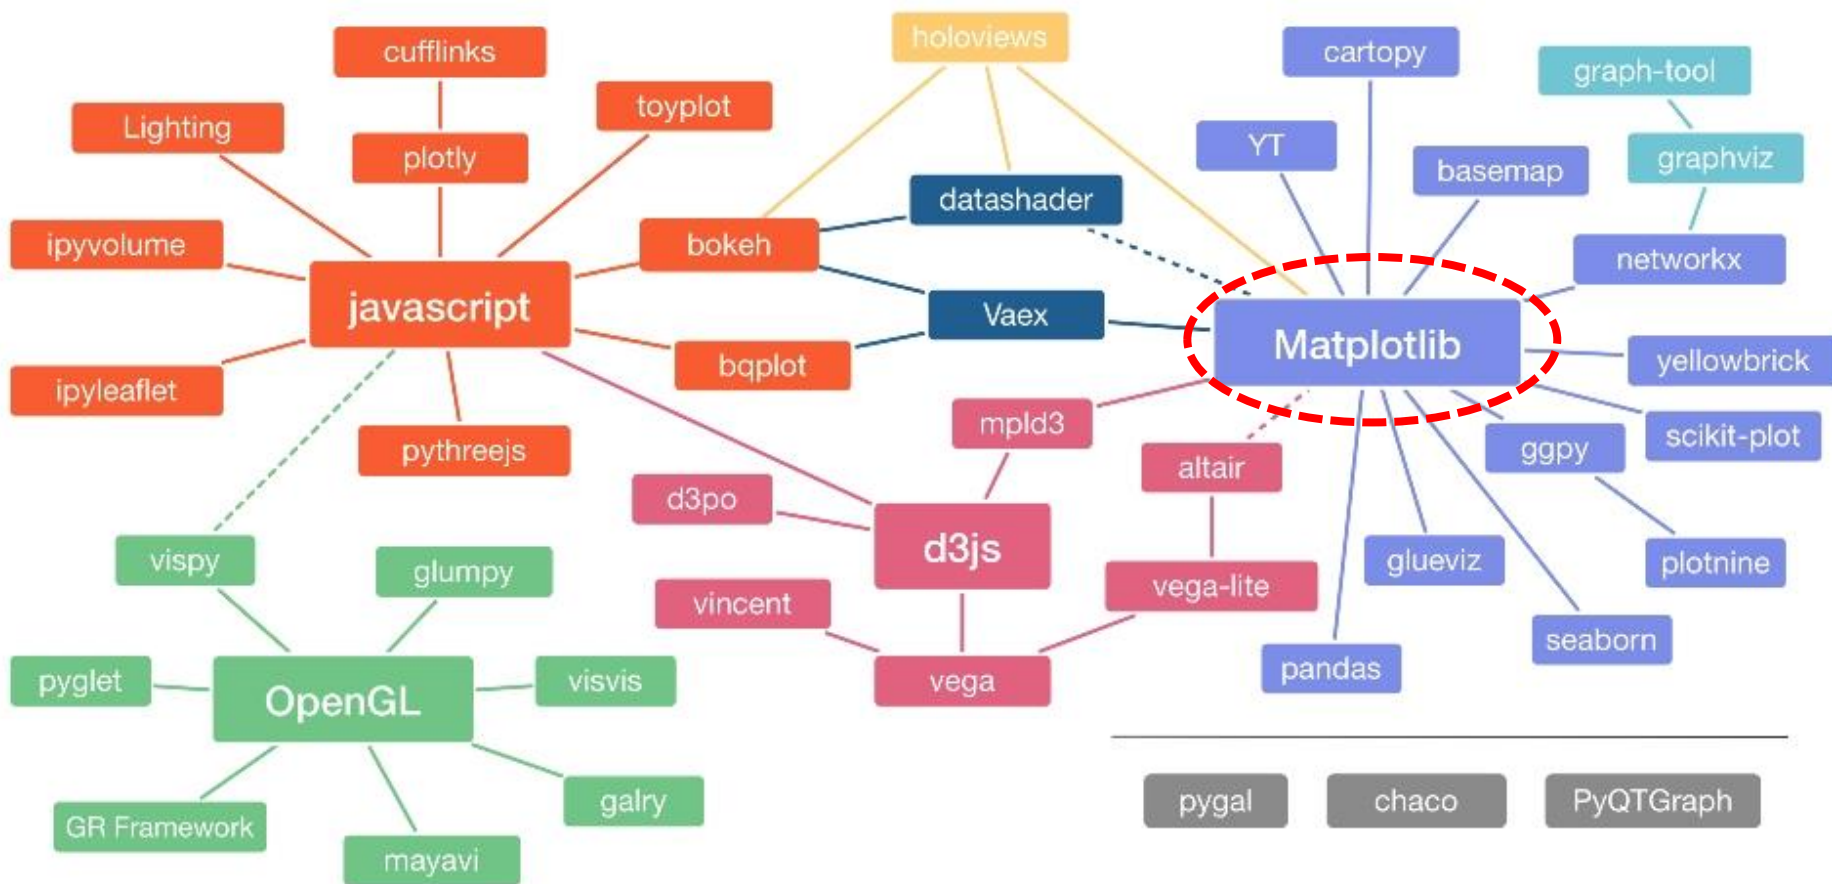 holoviews
cufflinks
cartopy
graph-tool
Lighting
toyplot
YT
plotly
graphviz
basemap
datashader
ipyvolume
bokeh
networkx
javascript
Vaex
Matplotlib
bqplot
yellowbrick
ipyleaflet
mpld3
pythreejs
altair
ggpy
scikit-plot
d3po
d3js
vispy
glumpy
glueviz
plotnine
vincent
vega-lite
seaborn
pyglet
visvis
vega
pandas
OpenGL
galry
pygal
chaco
PyQTGraph
GR Framework
mayavi